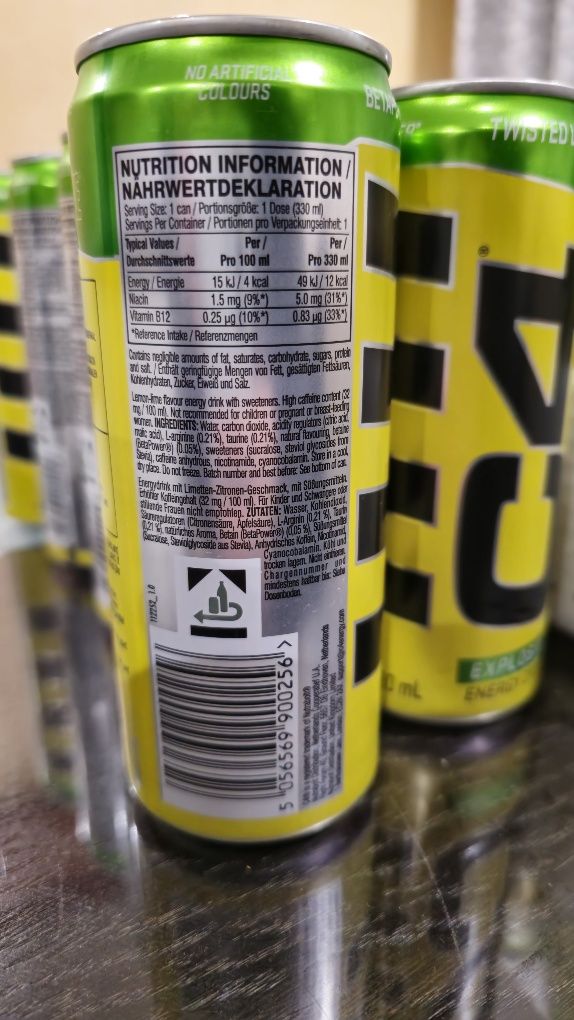 NO ARTIFICIAL
COLOURS
NUTRITION INFORMATION /
NÄHRWERTDEKLARATION
Serving Size: 1 can / Portionsgröße: 1 Dose (330 ml)
Servings Per Container / Portionen pro Verpackungseinheit: 1
Typical Values / Per / Per /
Durchschnittswerte Pro 100 ml Pro 330 ml
Energy / Energie 15 kJ / 4 kcal 49 kJ / 12 kcal
Niacin 1.5 mg (9%*) 5.0 mg (31%*)
Vitamin B12 0.25 µg (10%*) 0.83 µg (33%*)
*Reference Intake / Referenzmengen
Contains negligible amounts of fat, saturates, carbohydrate, sugars, protein
and salt. / Enthält geringfügige Mengen von Fett, gesättigten Fettsäuren,
Kohlenhydraten, Zucker, Eiweiß und Salz.
Lemon-lime flavour energy drink with sweeteners. High caffeine content (32
mg / 100 ml). Not recommended for children or pregnant or breast-feeding
women. INGREDIENTS: Water, carbon dioxide, acidity regulators (citric acid,
malic acid), L-arginine (0.21%), taurine (0.21%), natural flavouring, betaine
(BetaPower®) (0.05%), sweeteners (sucralose, steviol glycosides from
Stevia), caffeine anhydrous, nicotinamide, cyanocobalamin. Store in a cool,
dry place. Do not freeze. Batch number and best before: See bottom of can.
Energydrink mit Limetten-Zitronen-Geschmack, mit Süßungsmitteln.
Erhöhter Koffeingehalt (32 mg / 100 ml). Für Kinder und Schwangere oder
stillende Frauen nicht empfohlen. ZUTATEN: Wasser, Kohlendioxid,
Säureregulatoren (Citronensäure, Äpfelsäure), L-Arginin (0,21 %), Taurin
(0,21 %), natürliches Aroma, Betain (BetaPower®) (0,05 %), Süßungsmittel
(Sucralose, Steviolglycoside aus Stevia), Anhydrisches Koffein, Nicotinamid,
Cyanocobalamin. Kühl und
trocken lagern. Nicht einfrieren.
Chargennummer und
mindestens haltbar bis: Siehe
Dosenboden.
112252_1.0
5 056569 900256 >
TWISTED
C4
®
EXPLOS
ENERGY
0 mL